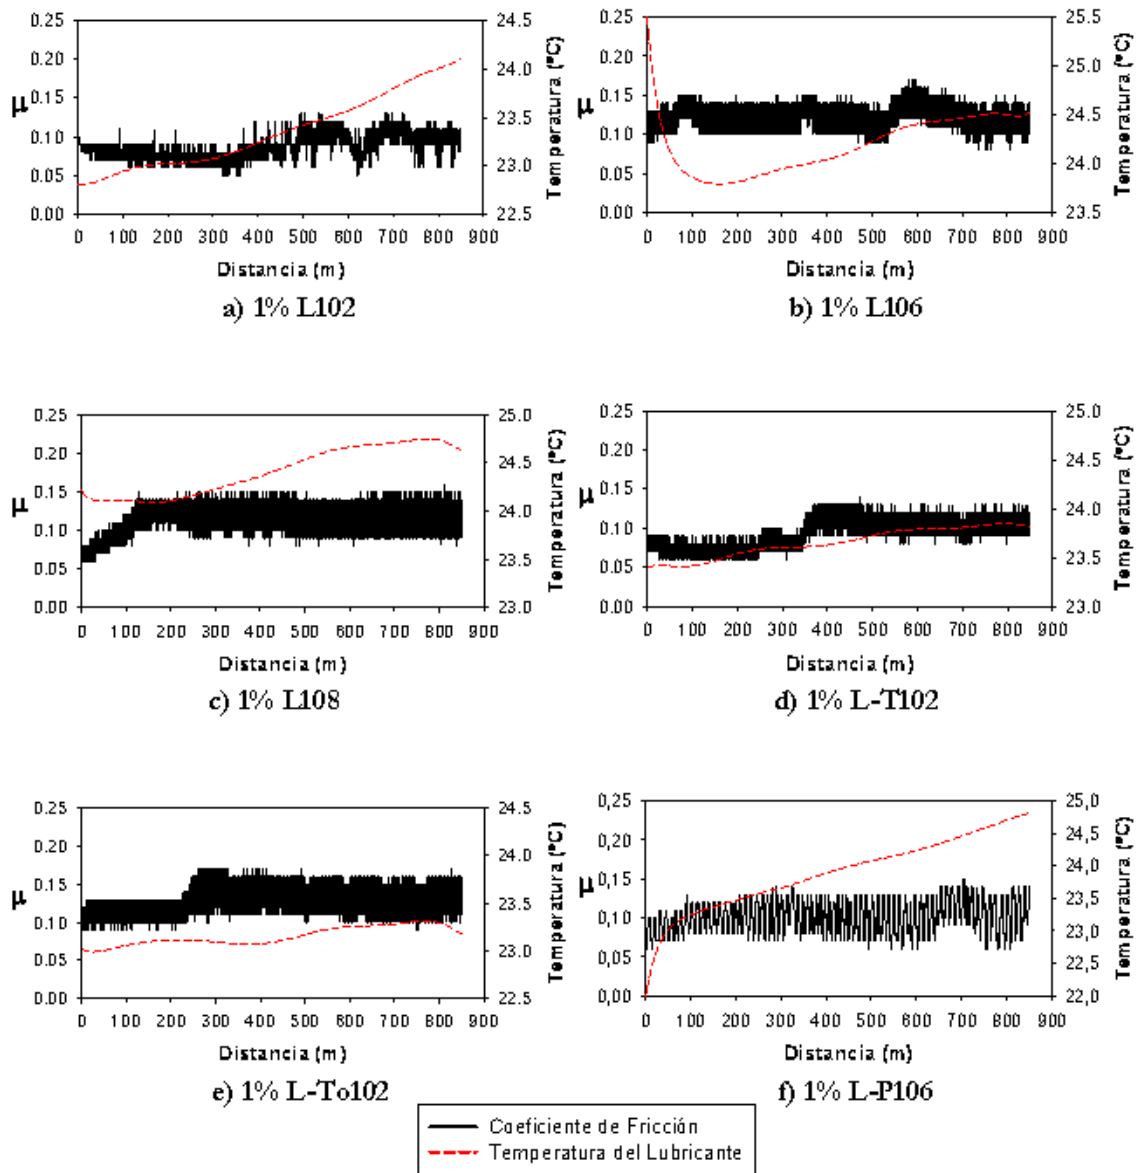 0.25 0.20 0.15 0.10 0.05 0.00
μ
24.5 24.0 23.5 23.0 22.5
Temperatura (°C)
0 100 200 300 400 500 600 700 800 900
Distancia (m)
a) 1% L102
0.25 0.20 0.15 0.10 0.05 0.00
μ
25.5 25.0 24.5 24.0 23.5
Temperatura (°C)
0 100 200 300 400 500 600 700 800 900
Distancia (m)
b) 1% L106
0.25 0.20 0.15 0.10 0.05 0.00
μ
25.0 24.5 24.0 23.5 23.0
Temperatura (°C)
0 100 200 300 400 500 600 700 800 900
Distancia (m)
c) 1% L108
0.25 0.20 0.15 0.10 0.05 0.00
μ
25.0 24.5 24.0 23.5 23.0
Temperatura (°C)
0 100 200 300 400 500 600 700 800 900
Distancia (m)
d) 1% L-T102
0.25 0.20 0.15 0.10 0.05 0.00
μ
24.5 24.0 23.5 23.0 22.5
Temperatura (°C)
0 100 200 300 400 500 600 700 800 900
Distancia (m)
e) 1% L-To102
0,25 0,20 0,15 0,10 0,05 0,00
μ
25,0 24,5 24,0 23,5 23,0 22,5 22,0
Temperatura (°C)
0 100 200 300 400 500 600 700 800 900
Distancia (m)
f) 1% L-P106
Coeficiente de Fricción
Temperatura del Lubricante